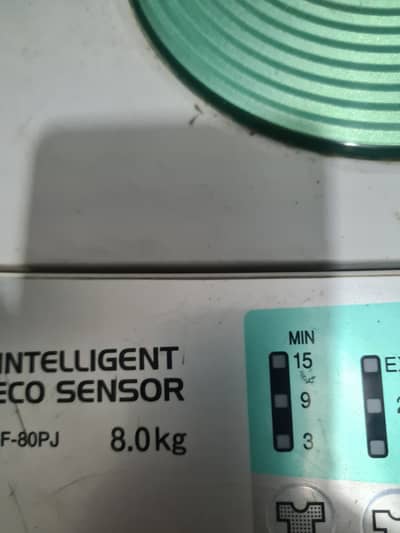 INTELLIGENT
ECO SENSOR
F-80PJ 8.0kg
MIN
15
9
3